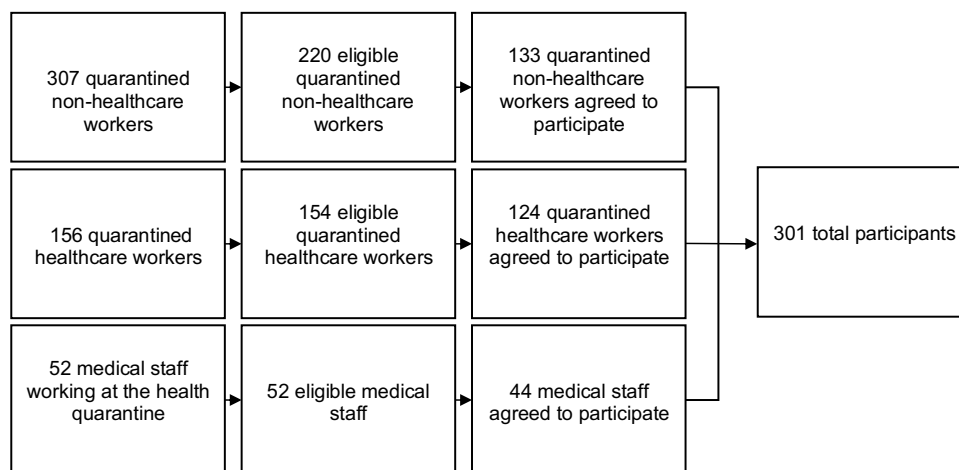 307 quarantined
non-healthcare
workers
220 eligible
quarantined
non-healthcare
workers
133 quarantined
non-healthcare
workers agreed to
participate
156 quarantined
healthcare workers
154 eligible
quarantined
healthcare workers
124 quarantined
healthcare workers
agreed to participate
301 total participants
52 medical staff
working at the health
quarantine
52 eligible medical
staff
44 medical staff
agreed to participate